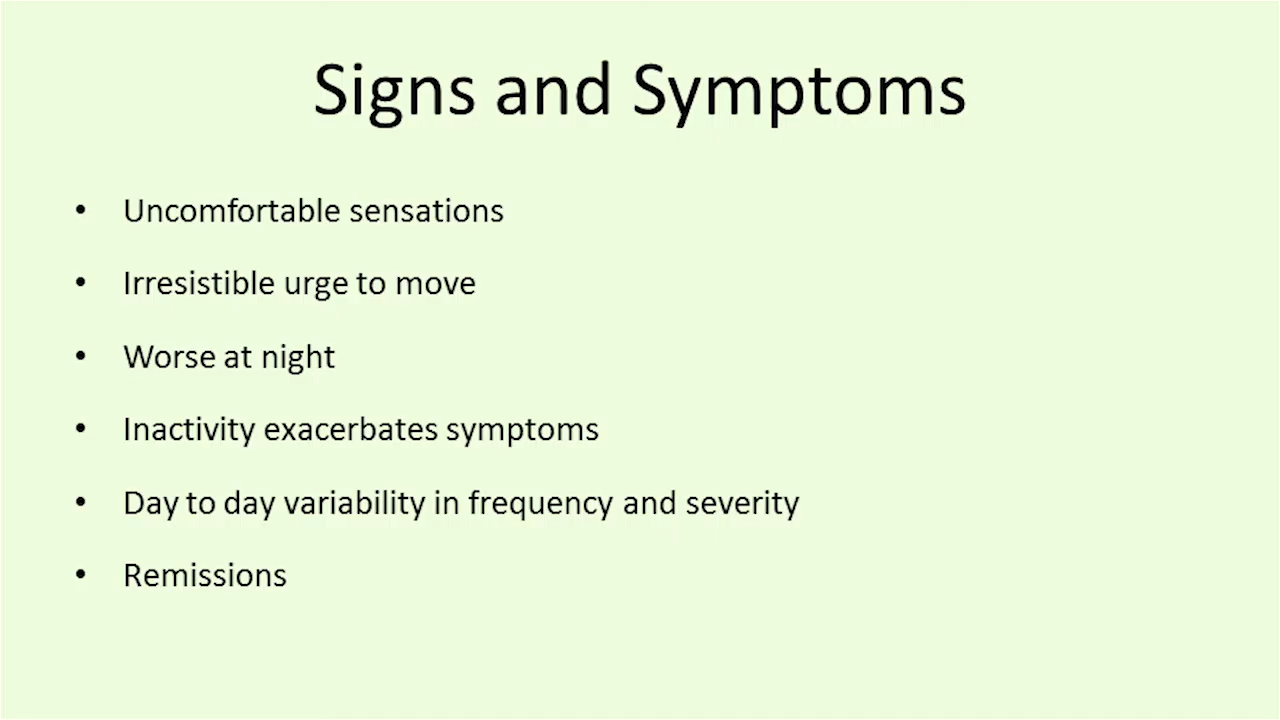 Signs and Symptoms
• Uncomfortable sensations
• Irresistible urge to move
• Worse at night
• Inactivity exacerbates symptoms
• Day to day variability in frequency and severity
• Remissions